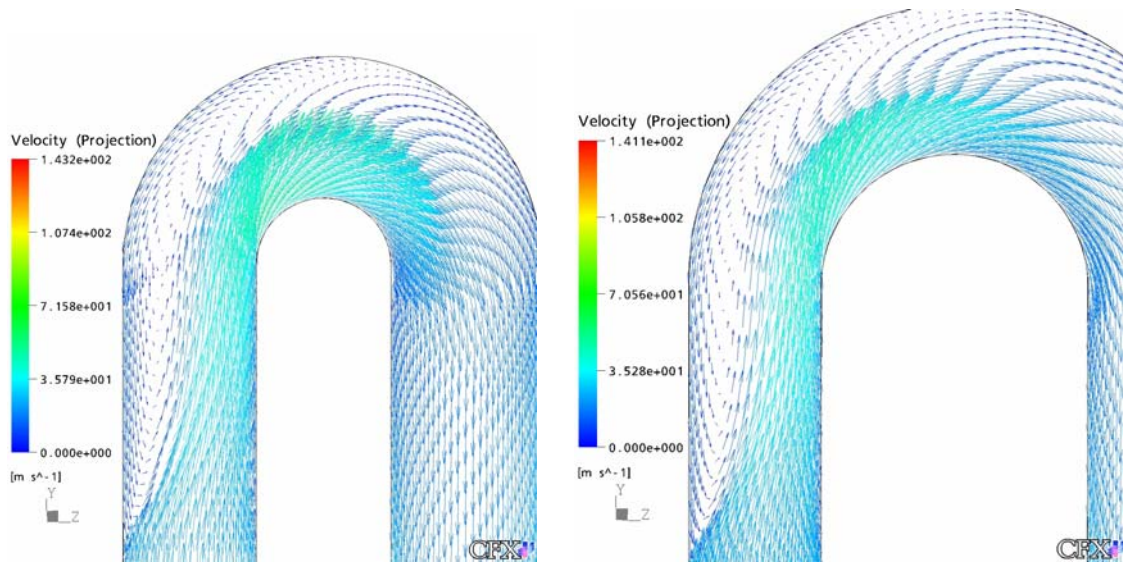 Velocity (Projection)
1.432e+002
1.074e+002
7.158e+001
3.579e+001
0.000e+000
[m s^-1]
Y
Z
CFX
Velocity (Projection)
1.411e+002
1.058e+002
7.056e+001
3.528e+001
0.000e+000
[m s^-1]
Y
Z
CFX